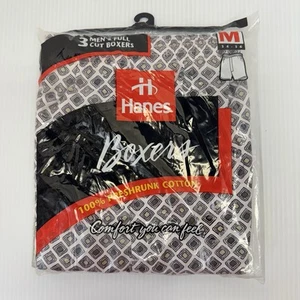 3 MEN'S FULL
CUT BOXERS
M
H
Hanes
Boxers
100% PRESHRUNK COTTON
Comfort you can feel.